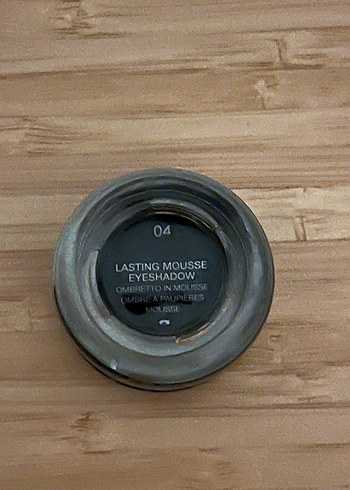 04
LASTING MOUSSE
EYESHADOW
OMBRETTO IN MOUSSE
OMBRE À PAUPIÈRES
MOUSSE